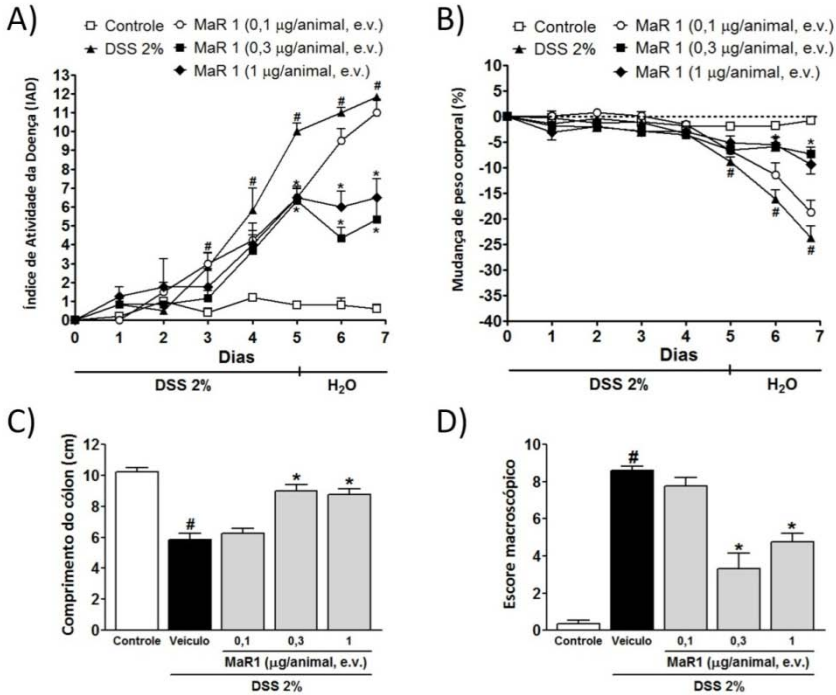 A)
Controle
DSS 2%
MaR 1 (0,1 μg/animal, e.v.)
MaR 1 (0,3 μg/animal, e.v.)
MaR 1 (1 μg/animal, e.v.)
Índice de Atividade da Doença (IAD)
13
12
11
10
9
8
7
6
5
4
3
2
1
0
# # # # #
* * * * * *
0 1 2 3 4 5 6 7
Dias
DSS 2% H₂O
B)
Controle
DSS 2%
MaR 1 (0,1 μg/animal, e.v.)
MaR 1 (0,3 μg/animal, e.v.)
MaR 1 (1 μg/animal, e.v.)
Mudança de peso corporal (%)
10
5
0
-5
-10
-15
-20
-25
-30
-35
-40
* *
# # #
0 1 2 3 4 5 6 7
Dias
DSS 2% H₂O
C)
Comprimento do cólon (cm)
12
10
8
6
4
2
0
# * *
Controle Veículo 0,1 0,3 1
MaR1 (μg/animal, e.v.)
DSS 2%
D)
Escore macroscópico
10
8
6
4
2
0
# * *
Controle Veículo 0,1 0,3 1
MaR1 (μg/animal, e.v.)
DSS 2%